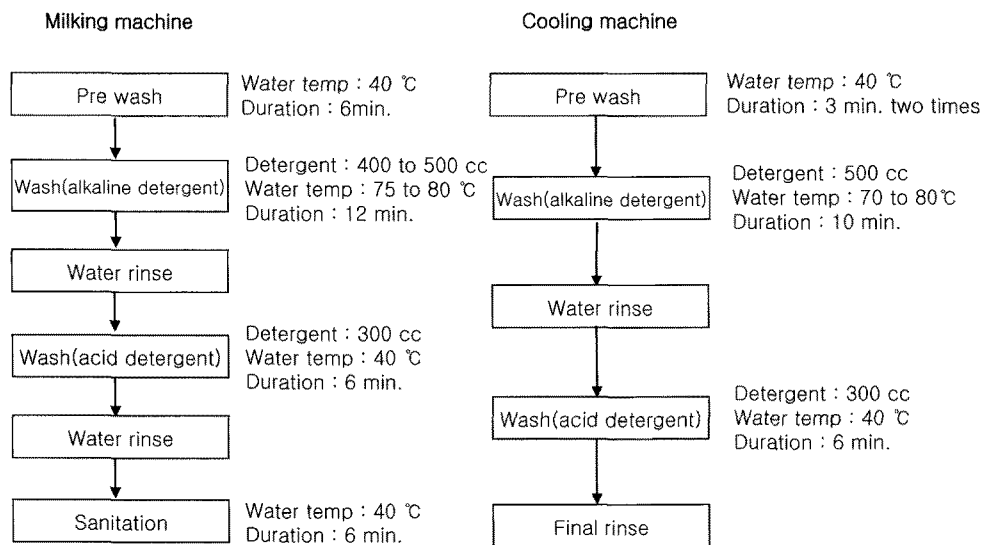 Milking machine
Pre wash
Water temp : 40 ℃
Duration : 6min.
Wash(alkaline detergent)
Detergent : 400 to 500 cc
Water temp : 75 to 80 ℃
Duration : 12 min.
Water rinse
Wash(acid detergent)
Detergent : 300 cc
Water temp : 40 ℃
Duration : 6 min.
Water rinse
Sanitation
Water temp : 40 ℃
Duration : 6 min.
Cooling machine
Pre wash
Water temp : 40 ℃
Duration : 3 min. two times
Wash(alkaline detergent)
Detergent : 500 cc
Water temp : 70 to 80℃
Duration : 10 min.
Water rinse
Wash(acid detergent)
Detergent : 300 cc
Water temp : 40 ℃
Duration : 6 min.
Final rinse